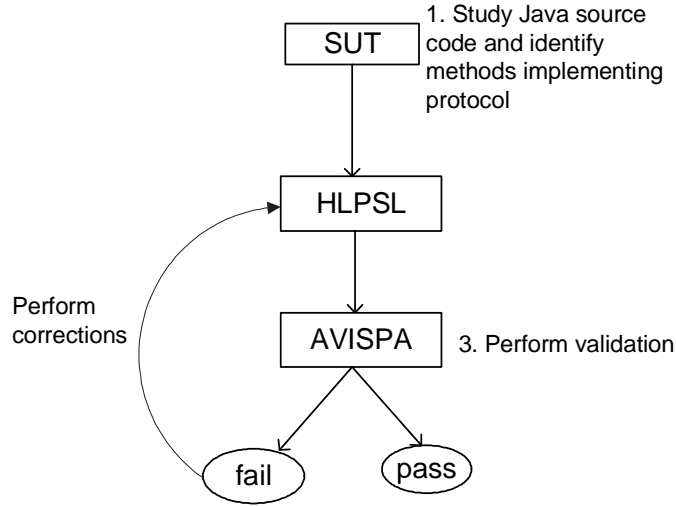 SUT
1. Study Java source
code and identify
methods implementing
protocol
HLPSL
Perform
corrections
AVISPA
3. Perform validation
fail
pass